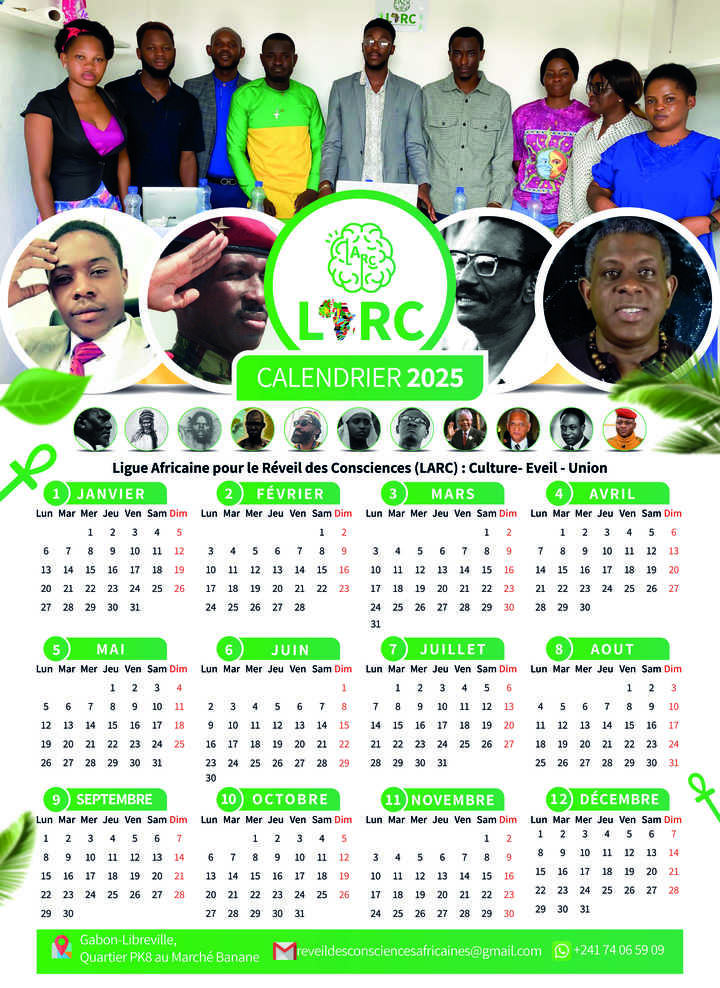 LARC
LARC
LARC
CALENDRIER 2025
Ligue Africaine pour le Réveil des Consciences (LARC) : Culture- Eveil - Union
1 JANVIER
Lun Mar Mer Jeu Ven Sam Dim
1 2 3 4 5
6 7 8 9 10 11 12
13 14 15 16 17 18 19
20 21 22 23 24 25 26
27 28 29 30 31
2 FÉVRIER
Lun Mar Mer Jeu Ven Sam Dim
1 2
3 4 5 6 7 8 9
10 11 12 13 14 15 16
17 18 19 20 21 22 23
24 25 26 27 28
3 MARS
Lun Mar Mer Jeu Ven Sam Dim
1 2
3 4 5 6 7 8 9
10 11 12 13 14 15 16
17 18 19 20 21 22 23
24 25 26 27 28 29 30
31
4 AVRIL
Lun Mar Mer Jeu Ven Sam Dim
1 2 3 4 5 6
7 8 9 10 11 12 13
14 15 16 17 18 19 20
21 22 23 24 25 26 27
28 29 30
5 MAI
Lun Mar Mer Jeu Ven Sam Dim
1 2 3 4
5 6 7 8 9 10 11
12 13 14 15 16 17 18
19 20 21 22 23 24 25
26 27 28 29 30 31
6 JUIN
Lun Mar Mer Jeu Ven Sam Dim
1
2 3 4 5 6 7 8
9 10 11 12 13 14 15
16 17 18 19 20 21 22
23 24 25 26 27 28 29
30
7 JUILLET
Lun Mar Mer Jeu Ven Sam Dim
1 2 3 4 5 6
7 8 9 10 11 12 13
14 15 16 17 18 19 20
21 22 23 24 25 26 27
28 29 30 31
8 AOUT
Lun Mar Mer Jeu Ven Sam Dim
1 2 3
4 5 6 7 8 9 10
11 12 13 14 15 16 17
18 19 20 21 22 23 24
25 26 27 28 29 30 31
9 SEPTEMBRE
Lun Mar Mer Jeu Ven Sam Dim
1 2 3 4 5 6 7
8 9 10 11 12 13 14
15 16 17 18 19 20 21
22 23 24 25 26 27 28
29 30
10 OCTOBRE
Lun Mar Mer Jeu Ven Sam Dim
1 2 3 4 5
6 7 8 9 10 11 12
13 14 15 16 17 18 19
20 21 22 23 24 25 26
27 28 29 30 31
11 NOVEMBRE
Lun Mar Mer Jeu Ven Sam Dim
1 2
3 4 5 6 7 8 9
10 11 12 13 14 15 16
17 18 19 20 21 22 23
24 25 26 27 28 29 30
12 DÉCEMBRE
Lun Mar Mer Jeu Ven Sam Dim
1 2 3 4 5 6 7
8 9 10 11 12 13 14
15 16 17 18 19 20 21
22 23 24 25 26 27 28
29 30 31
Gabon-Libreville,
Quartier PK8 au Marché Banane
reveildesconsciencesafricaines@gmail.com
+241 74 06 59 09